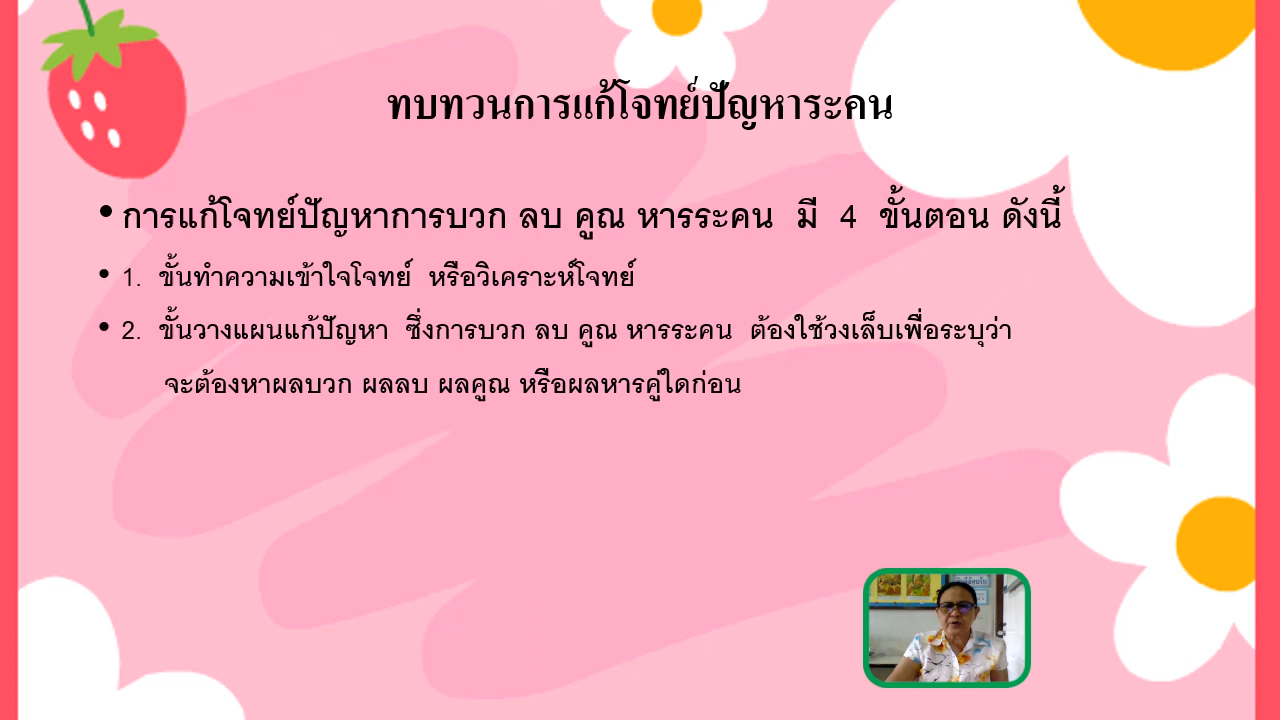 ทบทวนการแก้โจทย์ปัญหาระคน
• การแก้โจทย์ปัญหาการบวก ลบ คูณ หารระคน มี 4 ขั้นตอน ดังนี้
• 1. ขั้นทำความเข้าใจโจทย์ หรือวิเคราะห์โจทย์
• 2. ขั้นวางแผนแก้ปัญหา ซึ่งการบวก ลบ คูณ หารระคน ต้องใช้วงเล็บเพื่อระบุว่า
จะต้องหาผลบวก ผลลบ ผลคูณ หรือผลหารคู่ใดก่อน